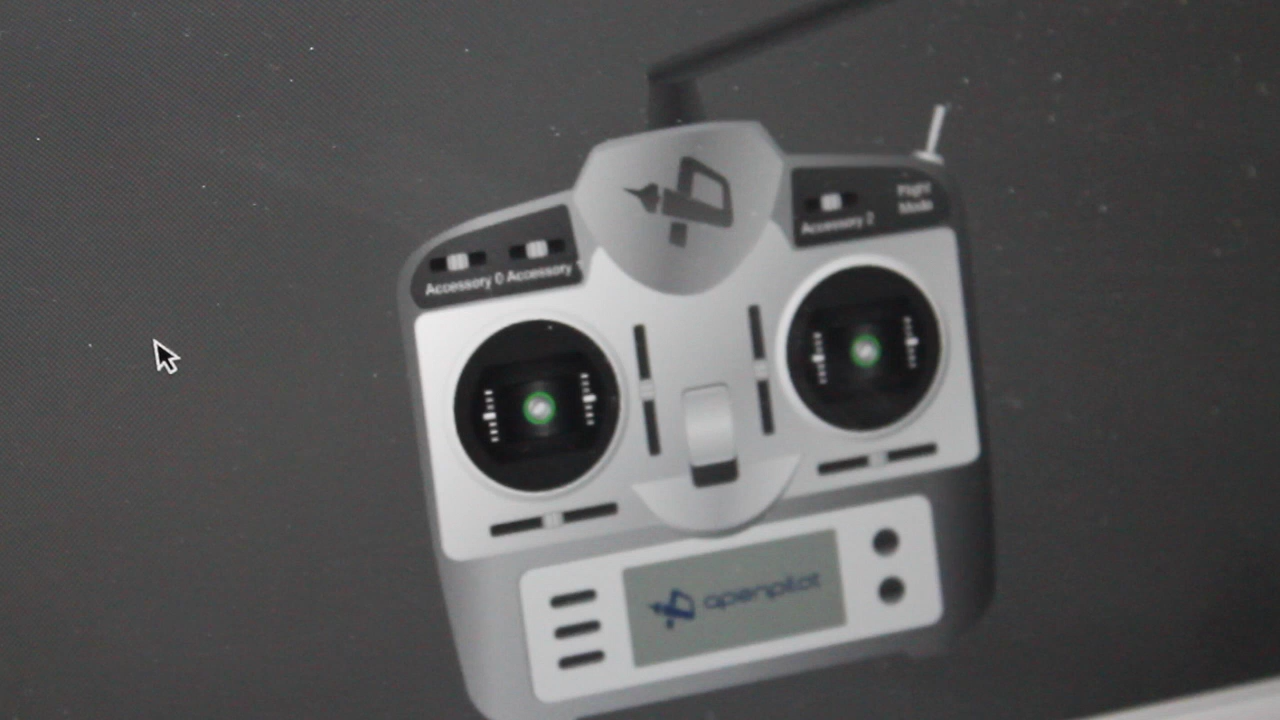 Flight
Mode
Accessory 2
Accessory 0 Accessory
openpilot